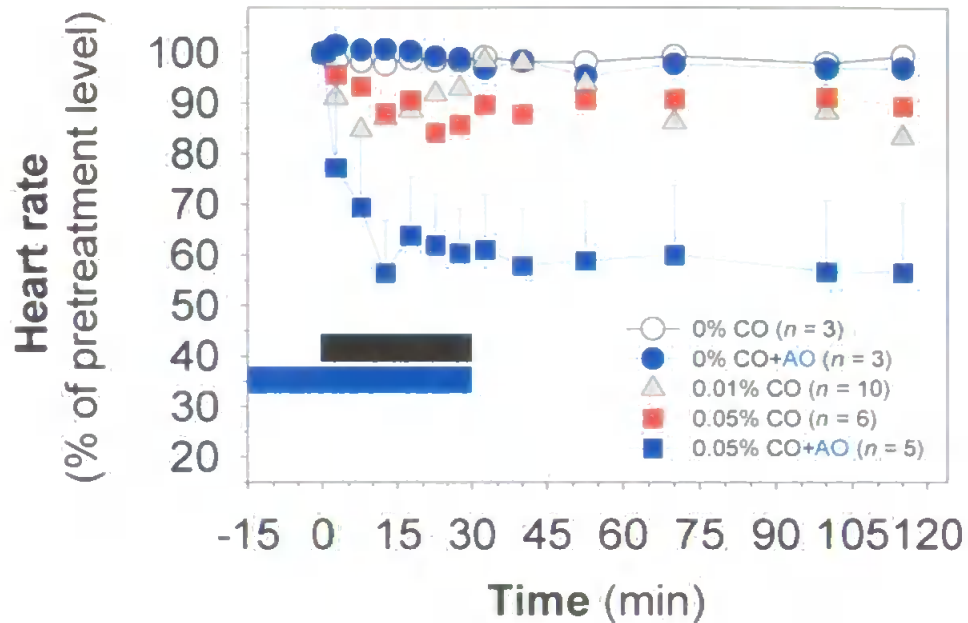 Heart rate
(% of pretreatment level)
100
90
80
70
60
50
40
30
20
0% CO (n = 3)
0% CO+AO (n = 3)
0.01% CO (n = 10)
0.05% CO (n = 6)
0.05% CO+AO (n = 5)
-15 0 15 30 45 60 75 90 105 120
Time (min)